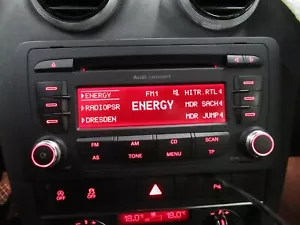 Audi concert
ENERGY FM1 HITR.RTL
RADIOPSR ENERGY MDR SACH
DRESDEN MDR JUMP
FM AM CD SCAN
AS TONE MENU TP
18.0° 18.0°